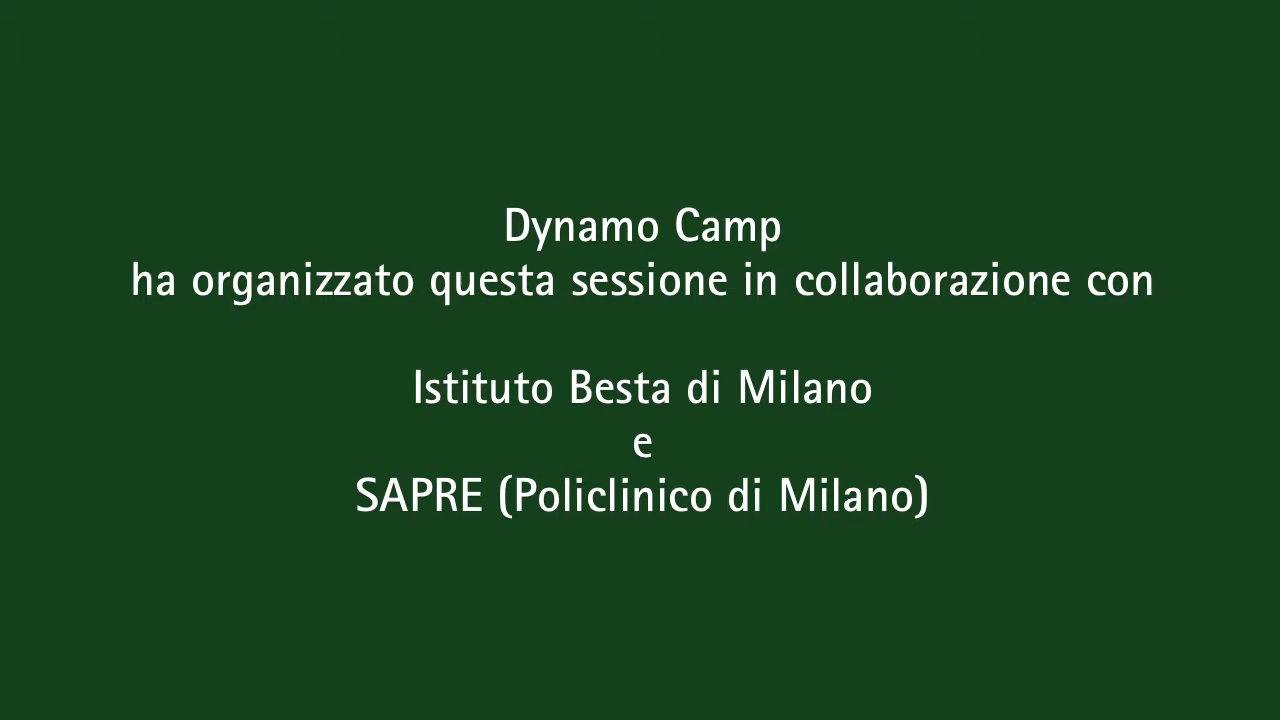 Dynamo Camp
ha organizzato questa sessione in collaborazione con
Istituto Besta di Milano
e
SAPRE (Policlinico di Milano)